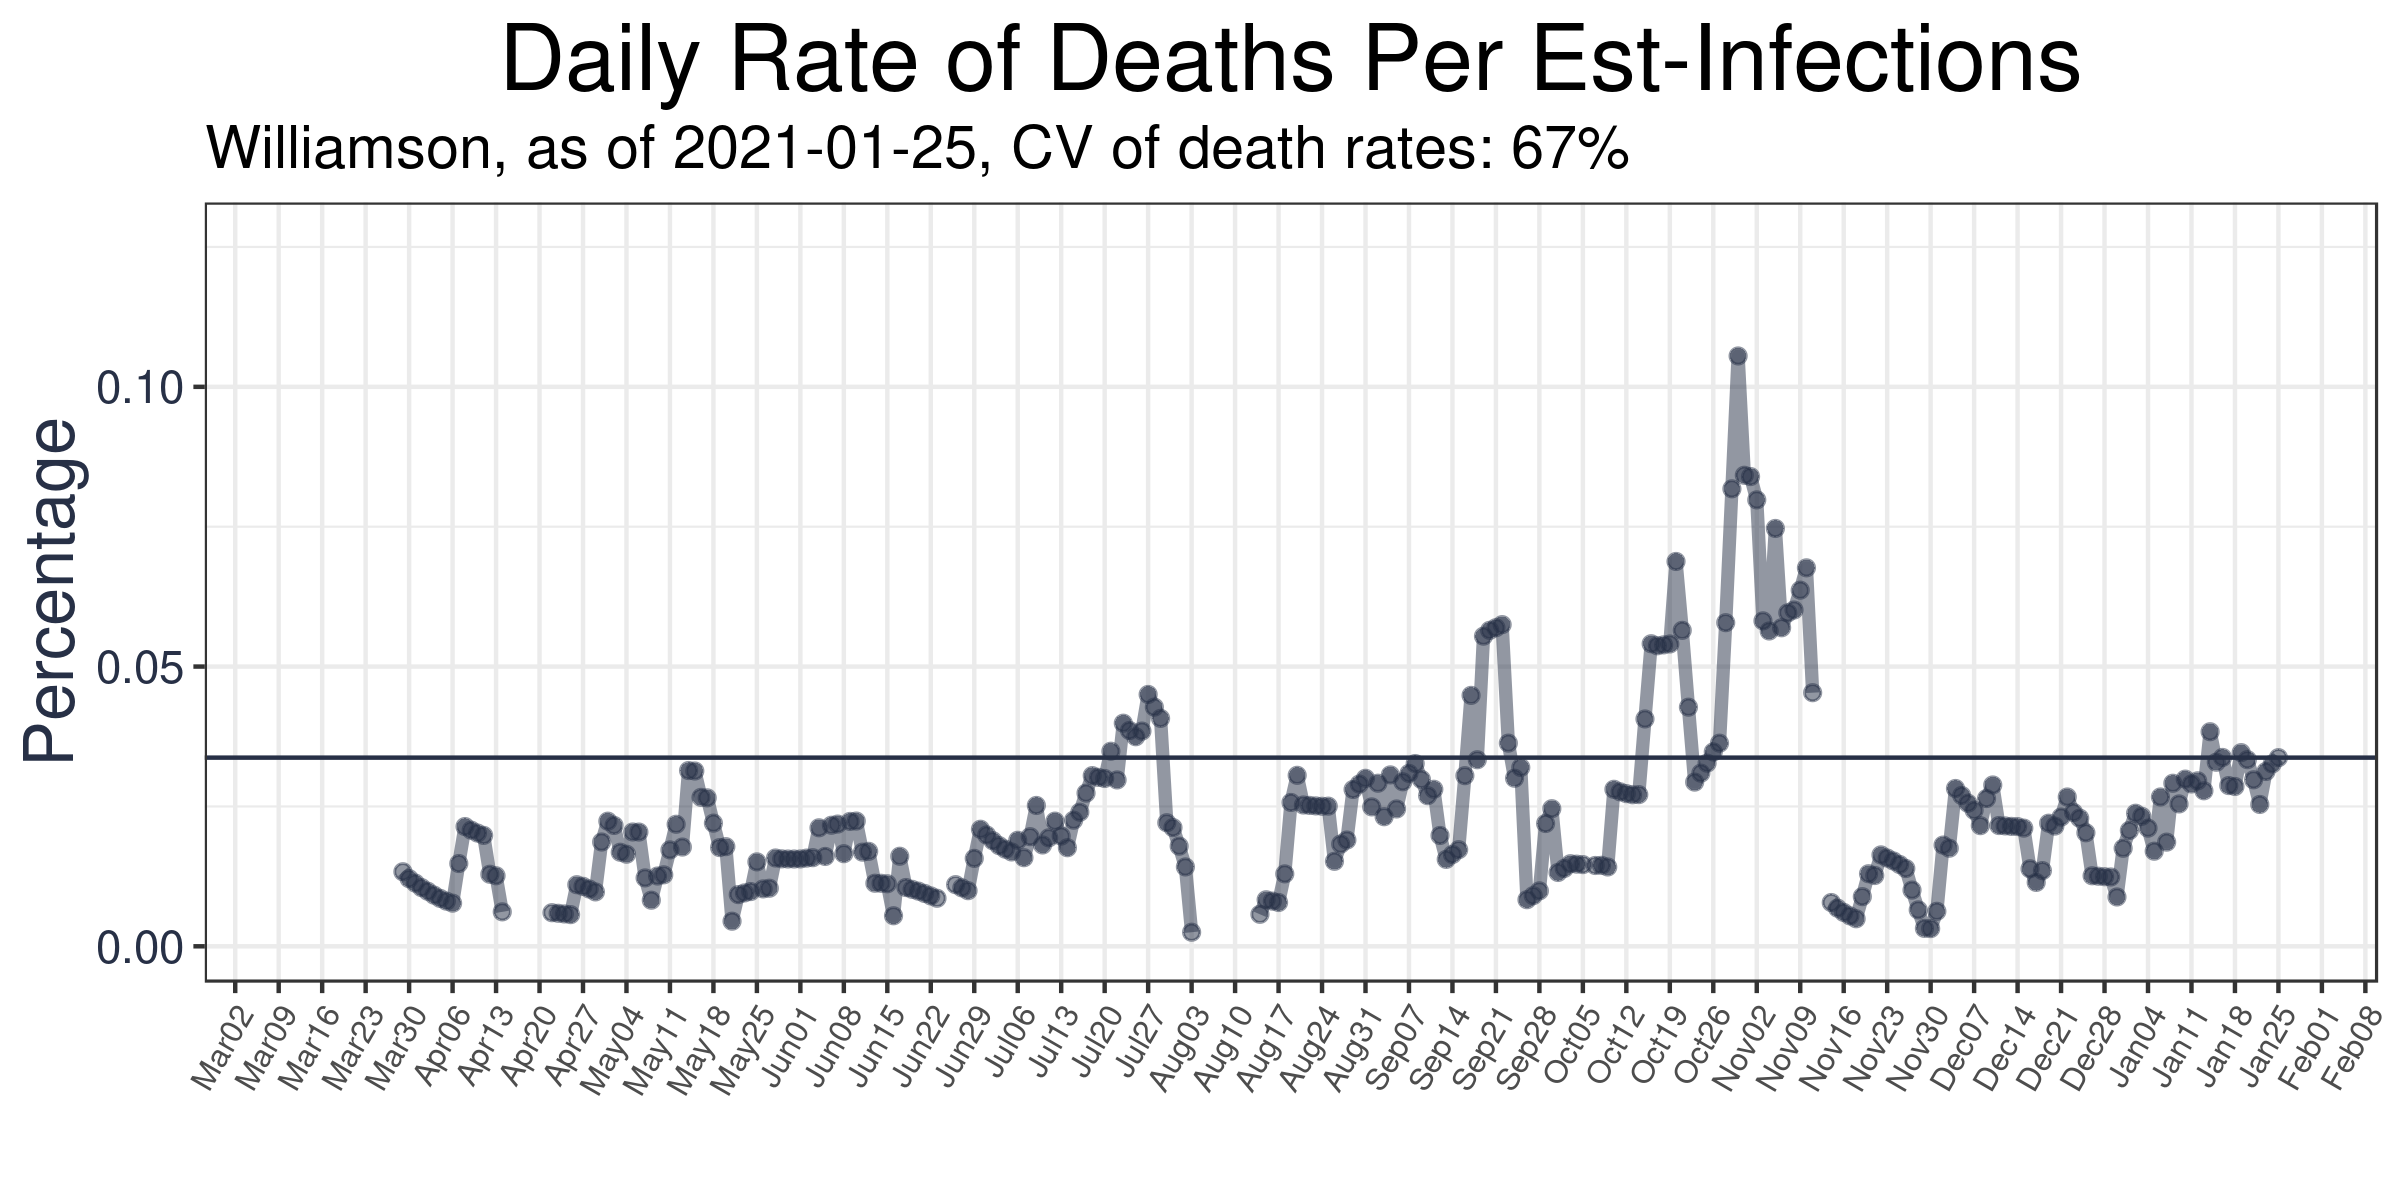 Daily Rate of Deaths Per Est-Infections
Williamson, as of 2021-01-25, CV of death rates: 67%
Percentage
0.10
0.05
0.00
Mar02
Mar09
Mar16
Mar23
Mar30
Apr06
Apr13
Apr20
Apr27
May04
May11
May18
May25
Jun01
Jun08
Jun15
Jun22
Jun29
Jul06
Jul13
Jul20
Jul27
Aug03
Aug10
Aug17
Aug24
Aug31
Sep07
Sep14
Sep21
Sep28
Oct05
Oct12
Oct19
Oct26
Nov02
Nov09
Nov16
Nov23
Nov30
Dec07
Dec14
Dec21
Dec28
Jan04
Jan11
Jan18
Jan25
Feb01
Feb08